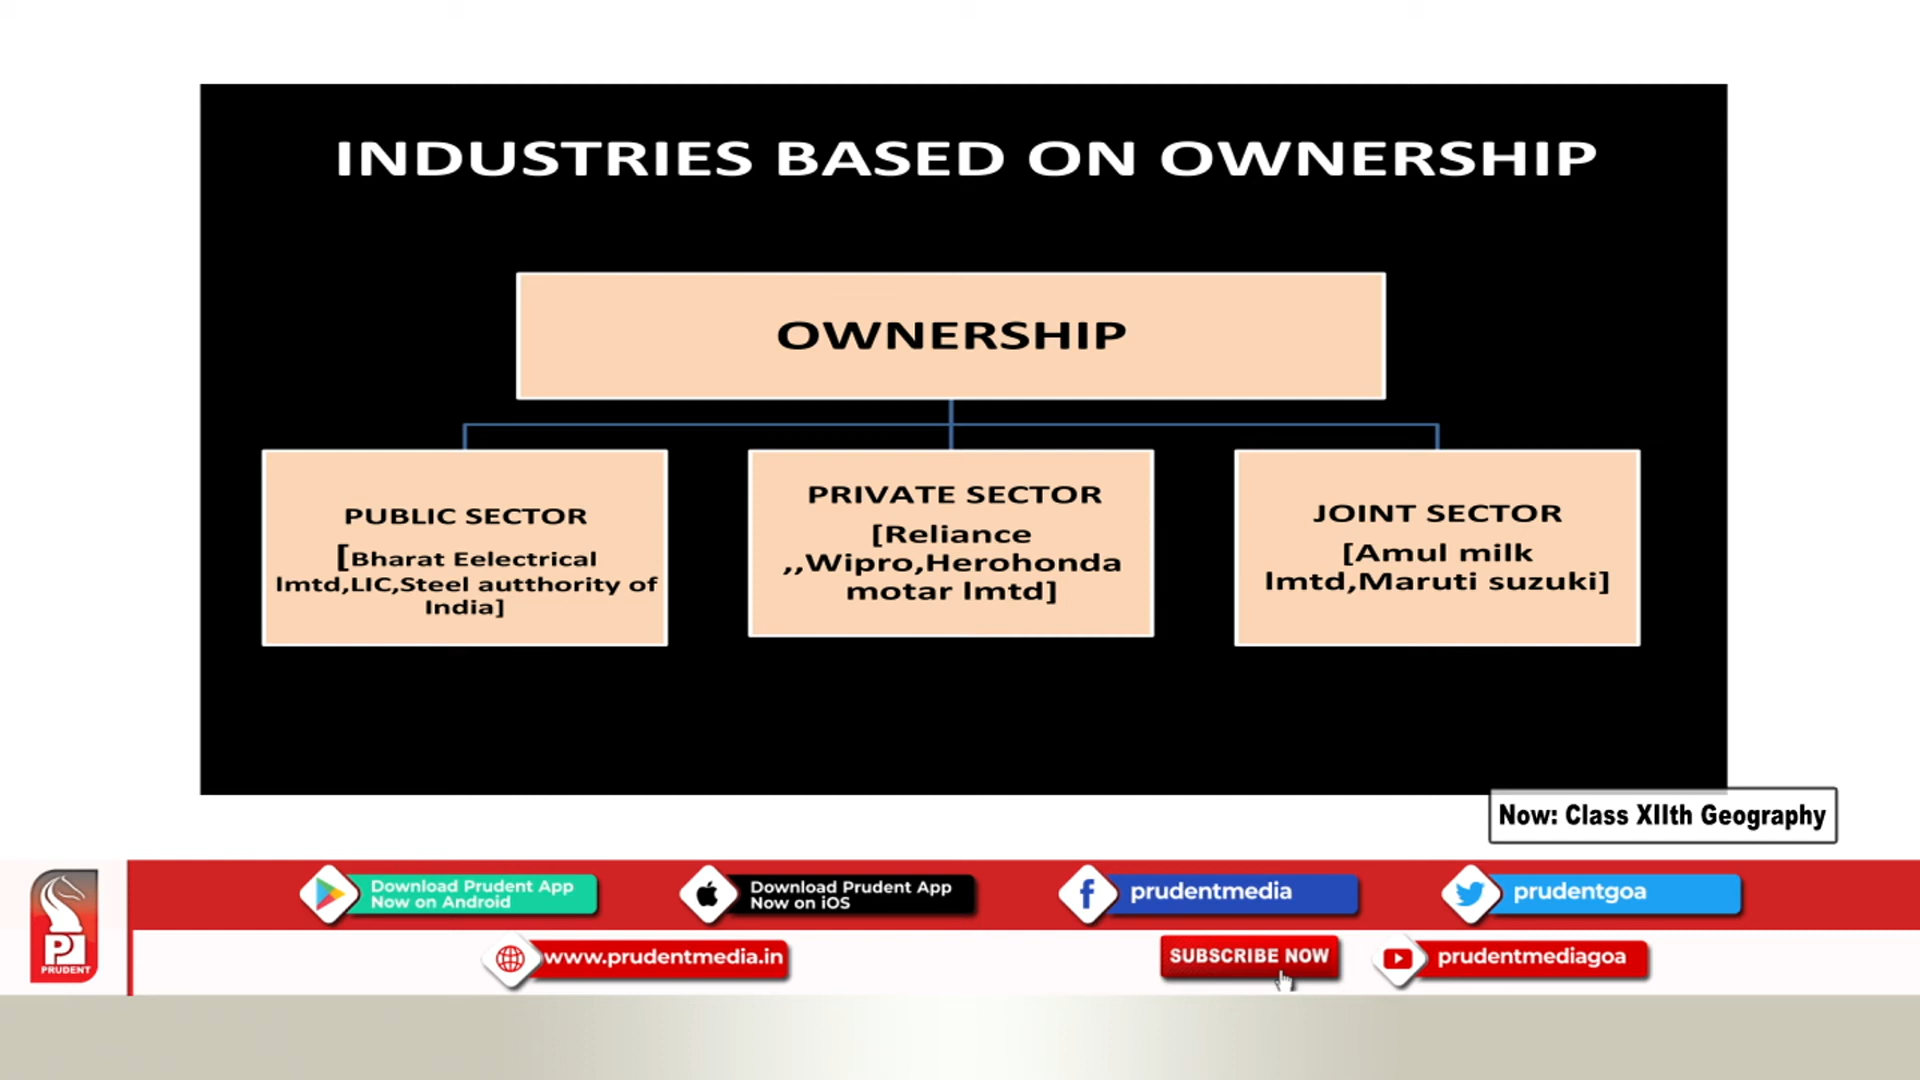 INDUSTRIES BASED ON OWNERSHIP
OWNERSHIP
PUBLIC SECTOR
[Bharat Eelectrical
lmtd,LIC,Steel autthority of
India]
PRIVATE SECTOR
[Reliance
,,Wipro,Herohonda
motar lmtd]
JOINT SECTOR
[Amul milk
lmtd,Maruti suzuki]
Now: Class XIIth Geography
PRUDENT
Download Prudent App
Now on Android
Download Prudent App
Now on iOS
prudentmedia
prudentgoa
www.prudentmedia.in
SUBSCRIBE NOW
prudentmediagoa